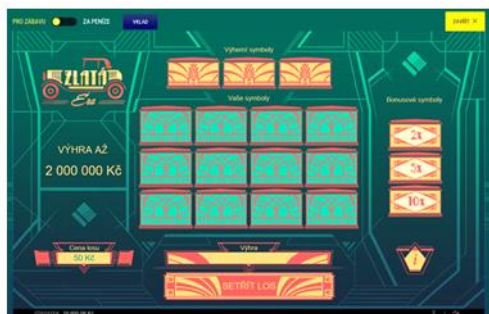 PRO ZÁBAVU
ZA PENÍZE
VKLAD
ZAVŘÍT ×
ZLATÁ
Éra
Výherní symboly
Vaše symboly
Bonusové symboly
2x
5x
10x
VÝHRA AŽ
2 000 000 Kč
Cena losu
50 Kč
Výhra
SETŘÍT LOS
i